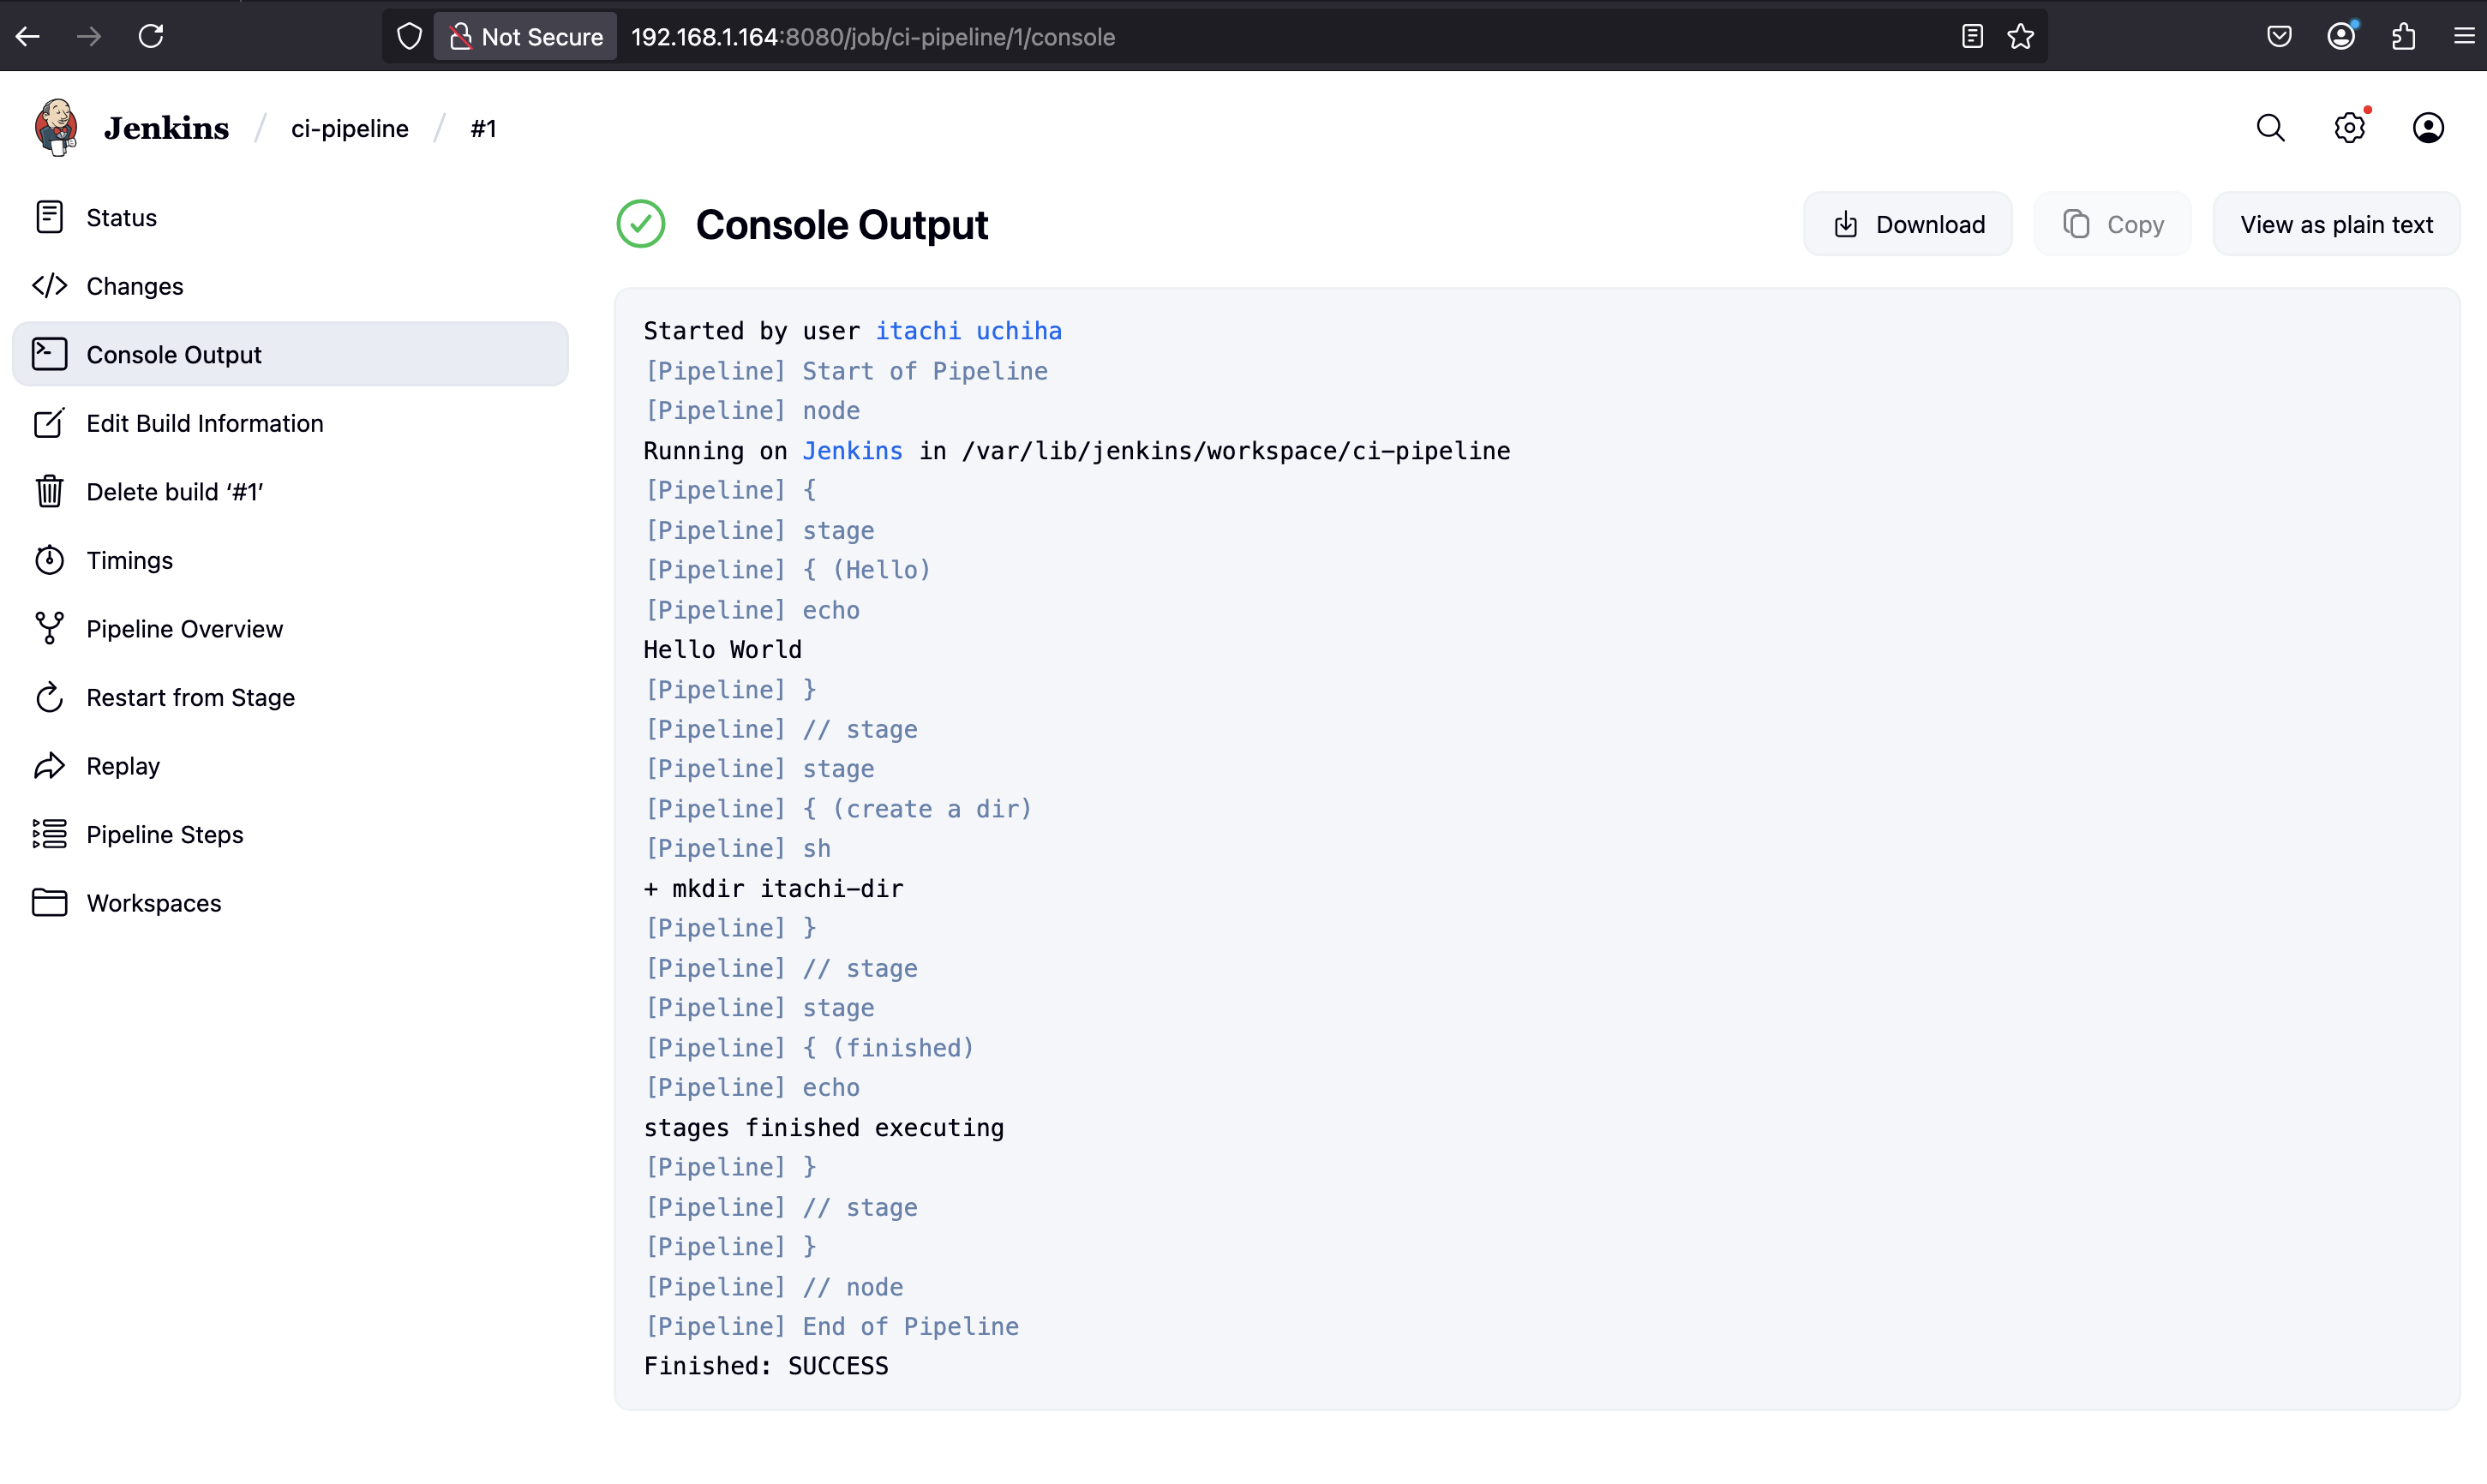 Not Secure 192.168.1.164:8080/job/ci-pipeline/1/console
Jenkins / ci-pipeline / #1
Status
Changes
Console Output
Edit Build Information
Delete build ‘#1’
Timings
Pipeline Overview
Restart from Stage
Replay
Pipeline Steps
Workspaces
Console Output
Download
Copy
View as plain text
Started by user itachi uchiha
[Pipeline] Start of Pipeline
[Pipeline] node
Running on Jenkins in /var/lib/jenkins/workspace/ci-pipeline
[Pipeline] {
[Pipeline] stage
[Pipeline] { (Hello)
[Pipeline] echo
Hello World
[Pipeline] }
[Pipeline] // stage
[Pipeline] stage
[Pipeline] { (create a dir)
[Pipeline] sh
+ mkdir itachi-dir
[Pipeline] }
[Pipeline] // stage
[Pipeline] stage
[Pipeline] { (finished)
[Pipeline] echo
stages finished executing
[Pipeline] }
[Pipeline] // stage
[Pipeline] }
[Pipeline] // node
[Pipeline] End of Pipeline
Finished: SUCCESS